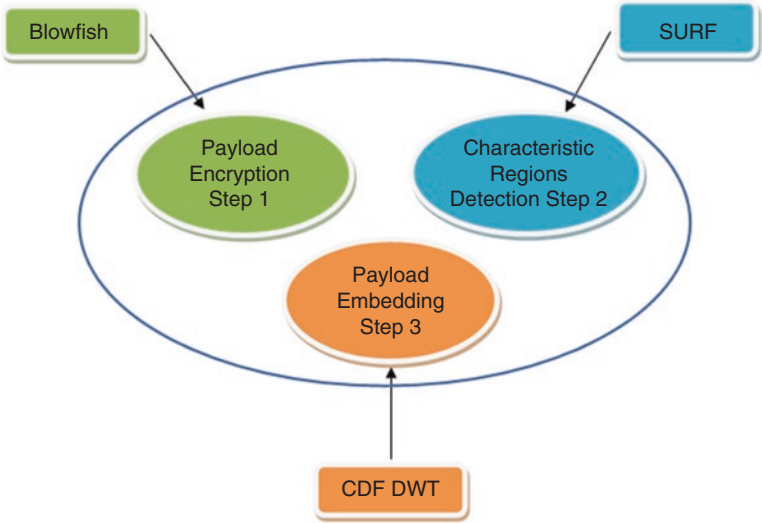 Blowfish
SURF
Payload
Encryption
Step 1
Characteristic
Regions
Detection Step 2
Payload
Embedding
Step 3
CDF DWT